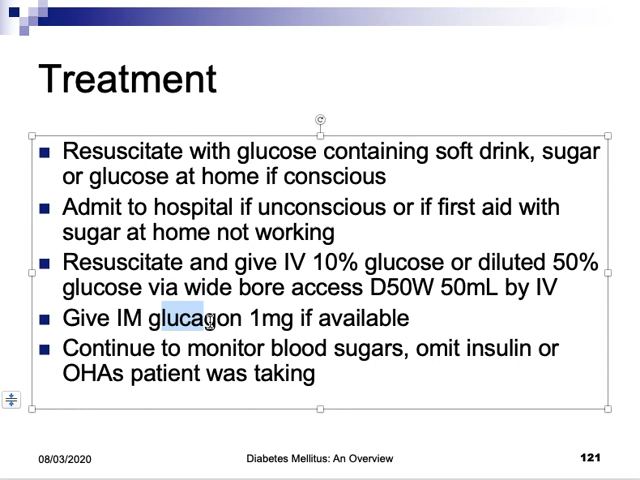 Treatment
Resuscitate with glucose containing soft drink, sugar
or glucose at home if conscious
Admit to hospital if unconscious or if first aid with
sugar at home not working
Resuscitate and give IV 10% glucose or diluted 50%
glucose via wide bore access D50W 50mL by IV
Give IM glucagon 1mg if available
Continue to monitor blood sugars, omit insulin or
OHAs patient was taking
08/03/2020
Diabetes Mellitus: An Overview
121